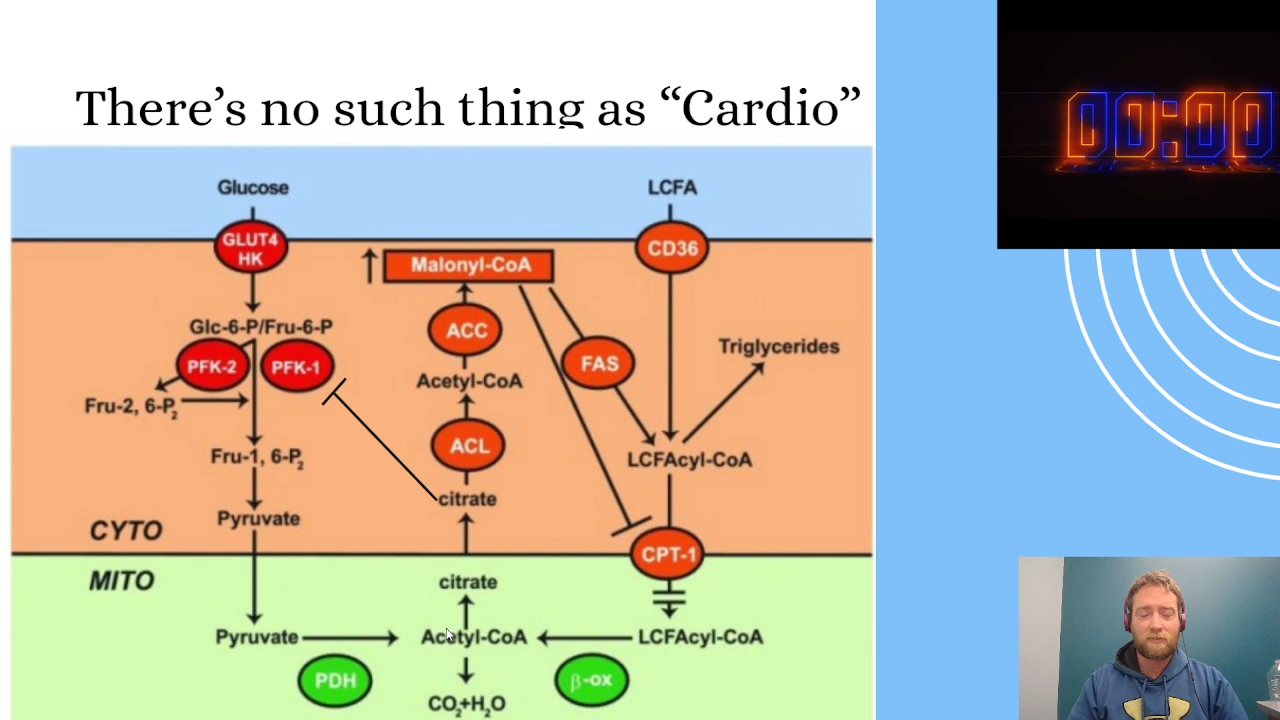 There's no such thing as “Cardio”
00:00
Glucose
LCFA
GLUT4
HK
CD36
Malonyl-CoA
Glc-6-P/Fru-6-P
ACC
PFK-2
PFK-1
FAS
Triglycerides
Acetyl-CoA
Fru-2, 6-P₂
ACL
Fru-1, 6-P₂
LCFAcyl-CoA
citrate
Pyruvate
CYTO
CPT-1
MITO
citrate
Pyruvate
Acetyl-CoA
LCFAcyl-CoA
PDH
β-ox
CO₂+H₂O